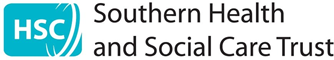 HSC
Southern Health
and Social Care Trust